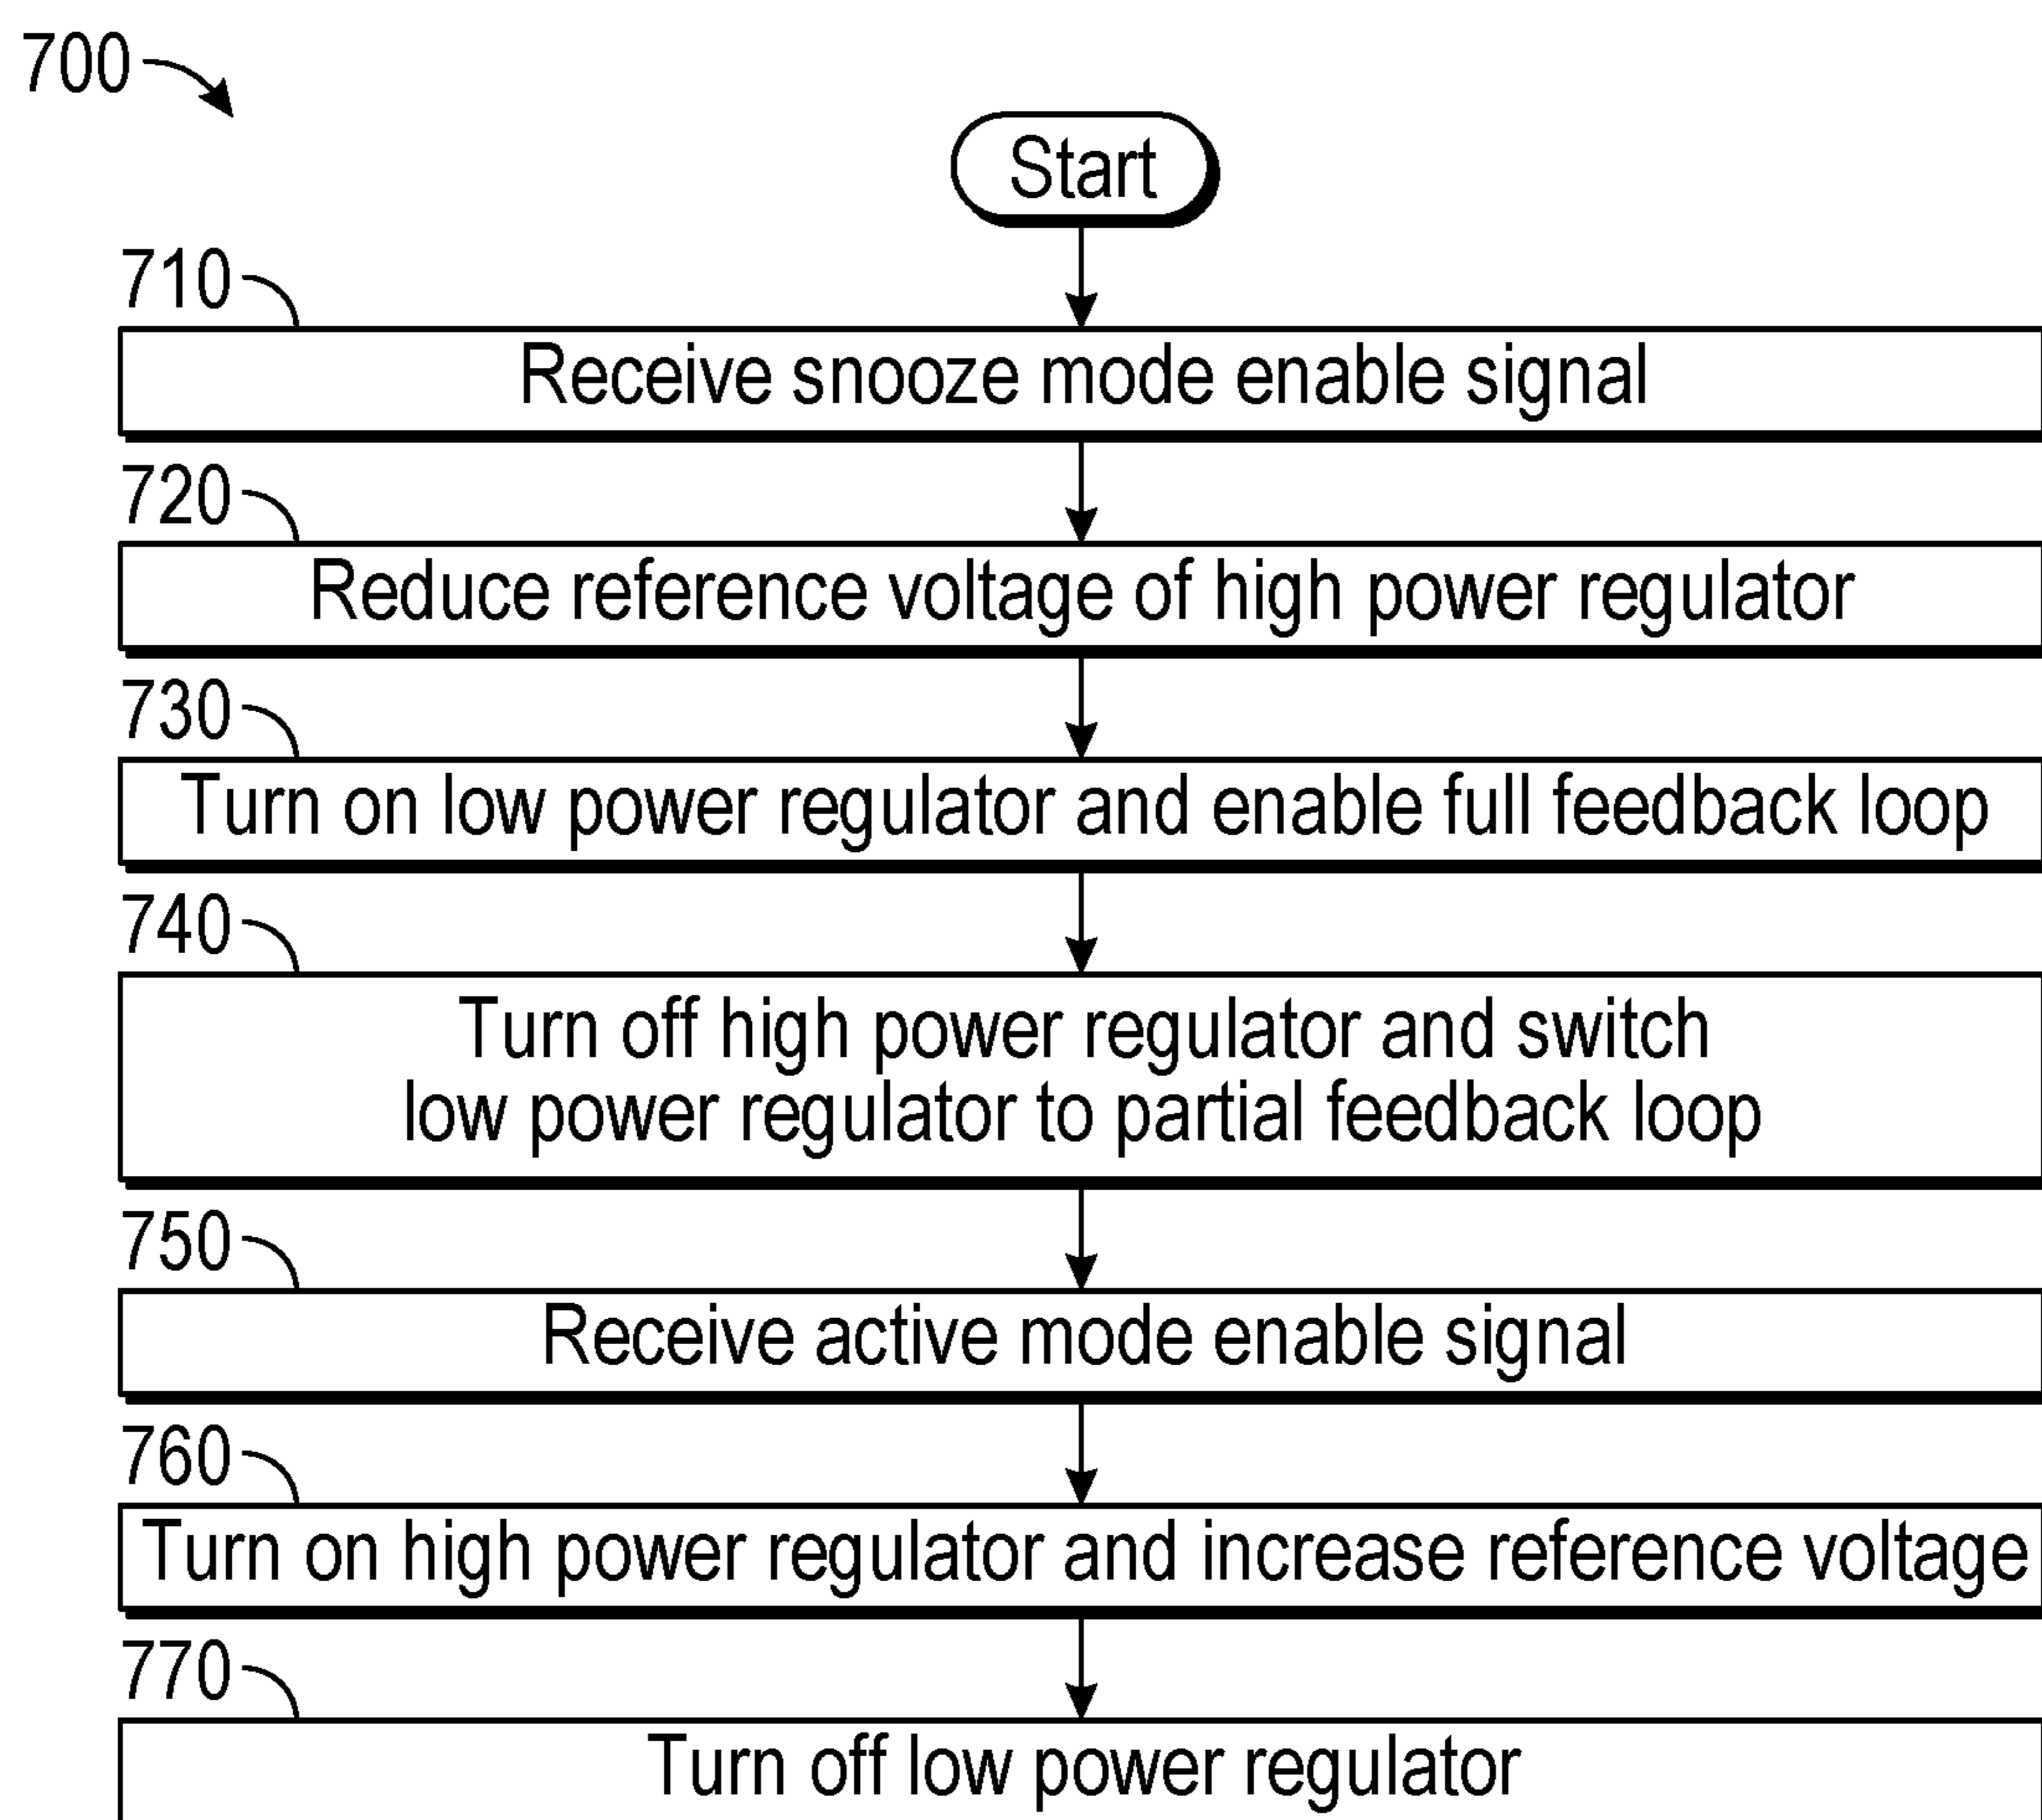 700
Start
710
Receive snooze mode enable signal
720
Reduce reference voltage of high power regulator
730
Turn on low power regulator and enable full feedback loop
740
Turn off high power regulator and switch
low power regulator to partial feedback loop
750
Receive active mode enable signal
760
Turn on high power regulator and increase reference voltage
770
Turn off low power regulator